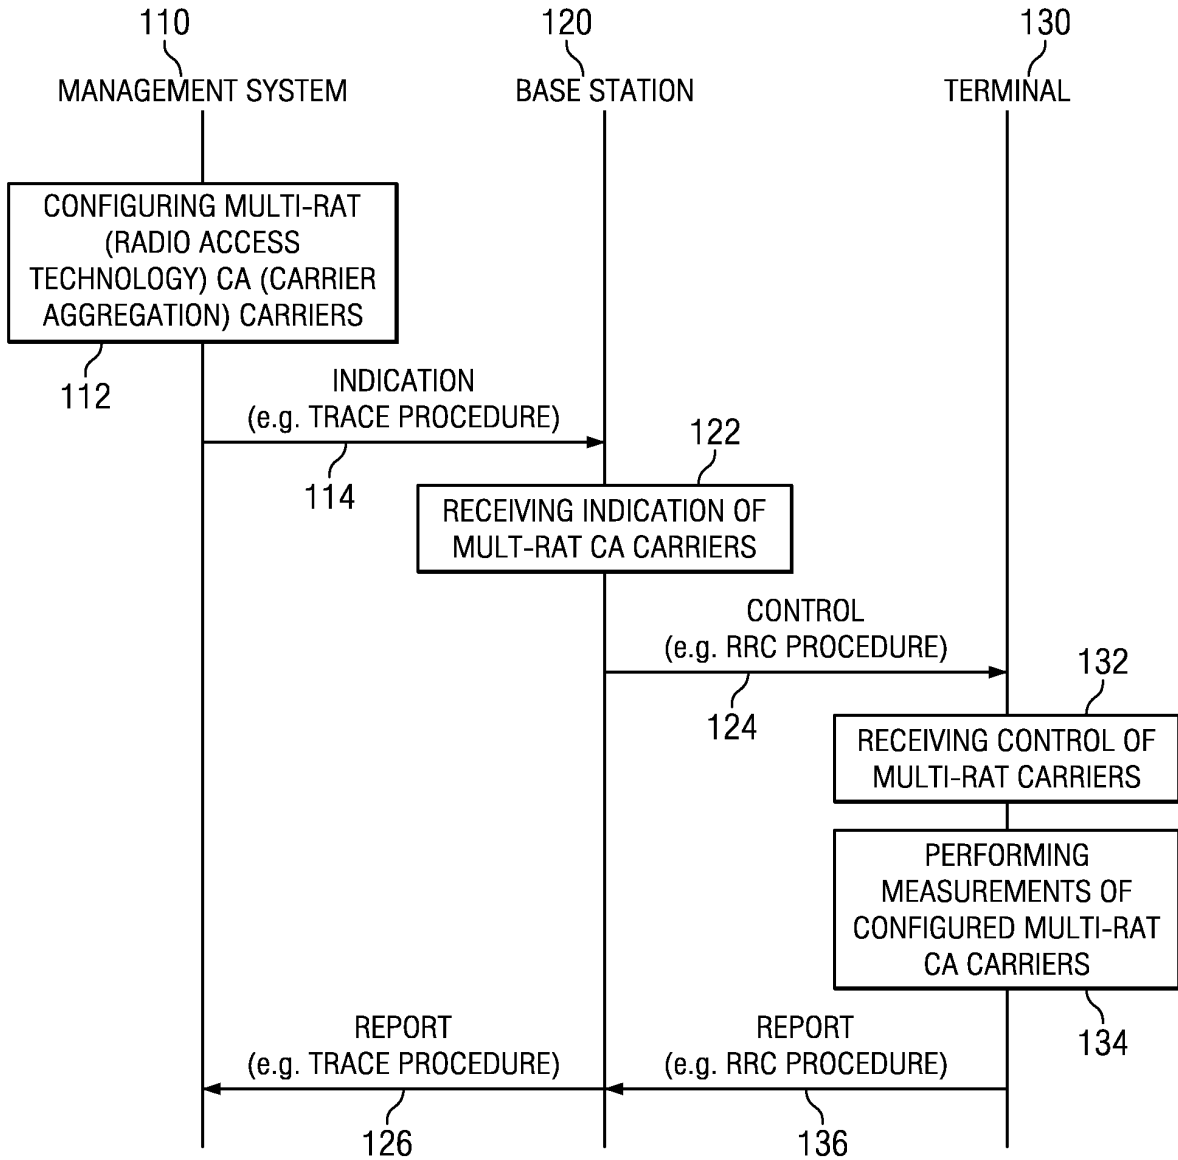 110
120
130
MANAGEMENT SYSTEM
BASE STATION
TERMINAL
CONFIGURING MULTI-RAT
(RADIO ACCESS
TECHNOLOGY) CA (CARRIER
AGGREGATION) CARRIERS
112
INDICATION
(e.g. TRACE PROCEDURE)
114
122
RECEIVING INDICATION OF
MULT-RAT CA CARRIERS
CONTROL
(e.g. RRC PROCEDURE)
124
132
RECEIVING CONTROL OF
MULTI-RAT CARRIERS
PERFORMING
MEASUREMENTS OF
CONFIGURED MULTI-RAT
CA CARRIERS
134
REPORT
(e.g. RRC PROCEDURE)
136
REPORT
(e.g. TRACE PROCEDURE)
126